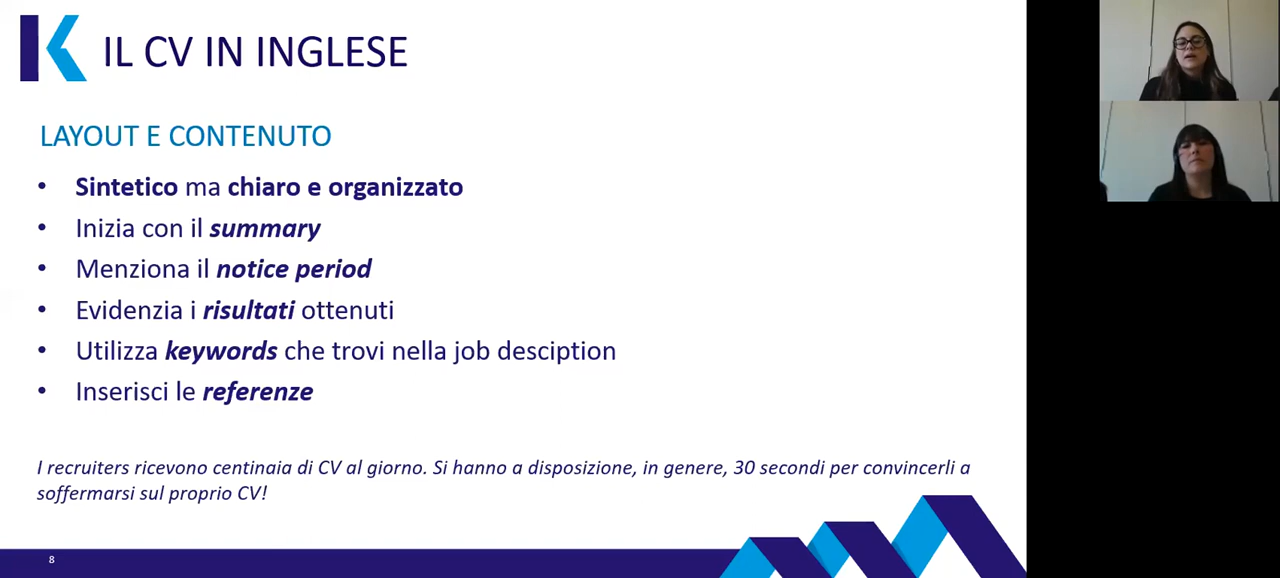 IL CV IN INGLESE
LAYOUT E CONTENUTO
• Sintetico ma chiaro e organizzato
• Inizia con il summary
• Menziona il notice period
• Evidenzia i risultati ottenuti
• Utilizza keywords che trovi nella job desciption
• Inserisci le referenze
I recruiters ricevono centinaia di CV al giorno. Si hanno a disposizione, in genere, 30 secondi per convincerli a
soffermarsi sul proprio CV!
8